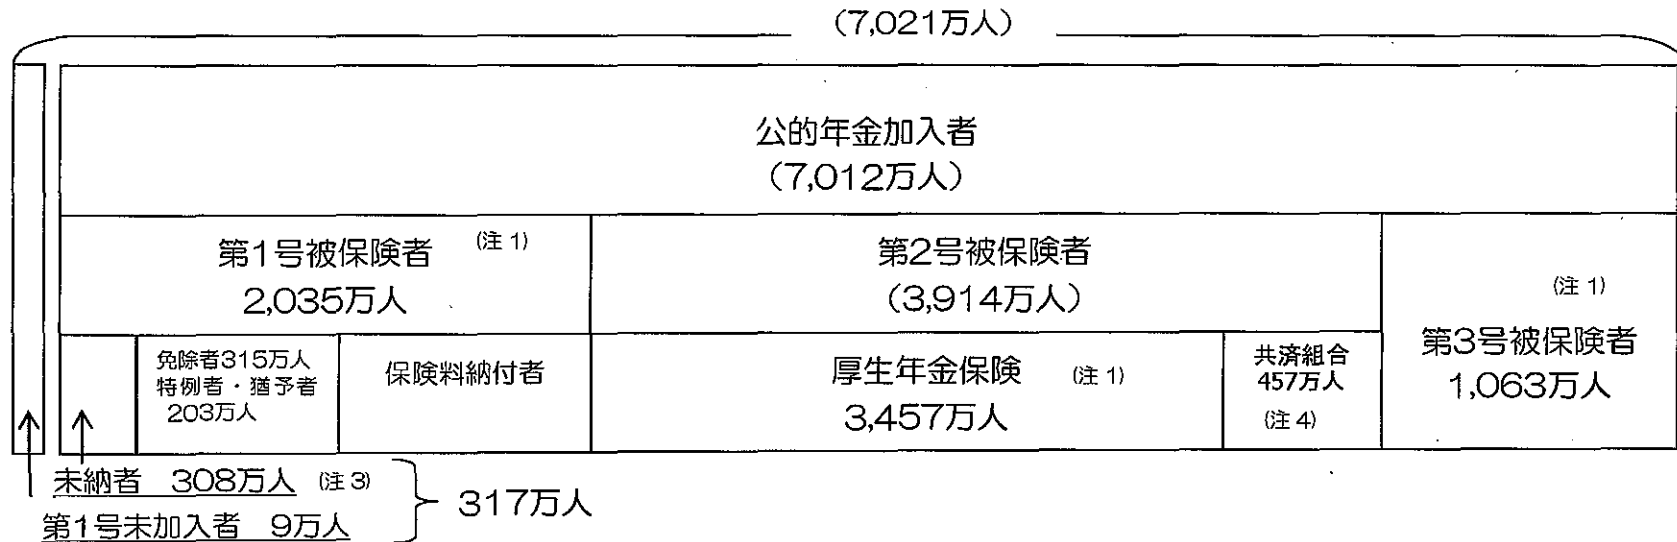 (7,021万人)
公的年金加入者
(7,012万人)
第1号被保険者 (注1)
2,035万人
第2号被保険者
(3,914万人)
(注1)
第3号被保険者
1,063万人
免除者315万人
特例者・猶予者
203万人
保険料納付者
厚生年金保険 (注1)
3,457万人
共済組合
457万人
(注4)
未納者 308万人 (注3)
第1号未加入者 9万人
317万人